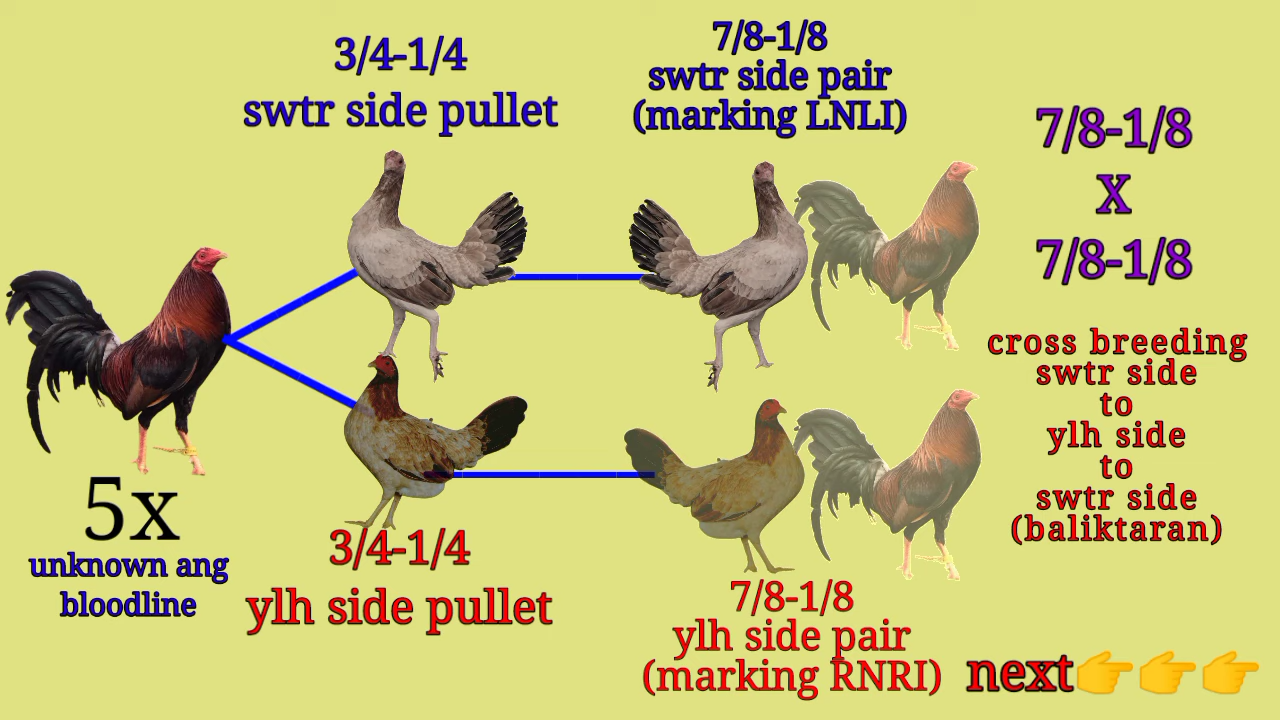 3/4-1/4
swtr side pullet
7/8-1/8
swtr side pair
(marking LNLI)
7/8-1/8
X
7/8-1/8
cross breeding
swtr side
to
ylh side
to
swtr side
(baliktaran)
5x
unknown ang
bloodline
3/4-1/4
ylh side pullet
7/8-1/8
ylh side pair
(marking RNRI)
next👉👉👉